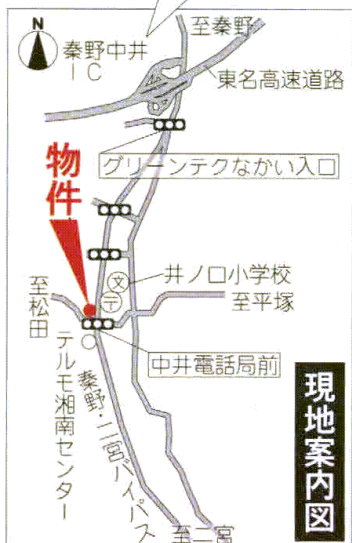 N
至秦野
秦野中井
IC
東名高速道路
グリーンテクなかい入口
物件
文
井ノ口小学校
〒
至平塚
至松田
中井電話局前
テルモ湘南センター
秦野・二宮バイパス
現地案内図
至二宮